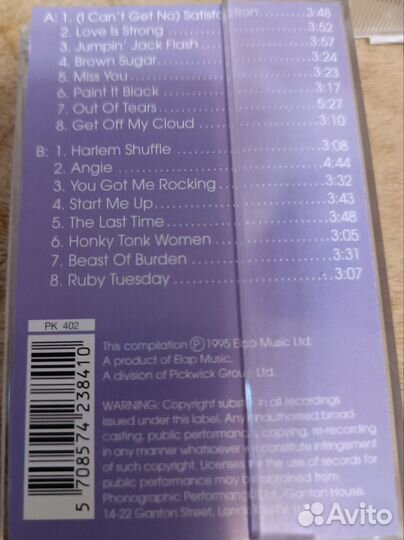 A: 1. (I Can't Get No) Satisfaction 3:48
2. Love Is Strong 3:52
3. Jumpin' Jack Flash 3:57
4. Brown Sugar 3:24
5. Miss You 3:23
6. Paint It Black 3:17
7. Out Of Tears 5:27
8. Get Off My Cloud 3:10
B: 1. Harlem Shuffle 3:08
2. Angie 4:44
3. You Got Me Rocking 3:32
4. Start Me Up 3:43
5. The Last Time 3:48
6. Honky Tonk Women 3:05
7. Beast Of Burden 3:31
8. Ruby Tuesday 3:07
PK 402
5 708574 238410
This compilation Ⓟ 1995 Elap Music Ltd.
A product of Elap Music.
A division of Pickwick Group Ltd.
WARNING: Copyright subsist in all recordings
issued under this label. Any unauthorised broad-
casting, public performance, copying, re-recording
in any manner whatsoever will constitute infringement
of such copyright. Licenses for the use of records for
public performance may be obtained from
Phonographic Performance Ltd., Ganton House,
14-22 Ganton Street, London
Avito